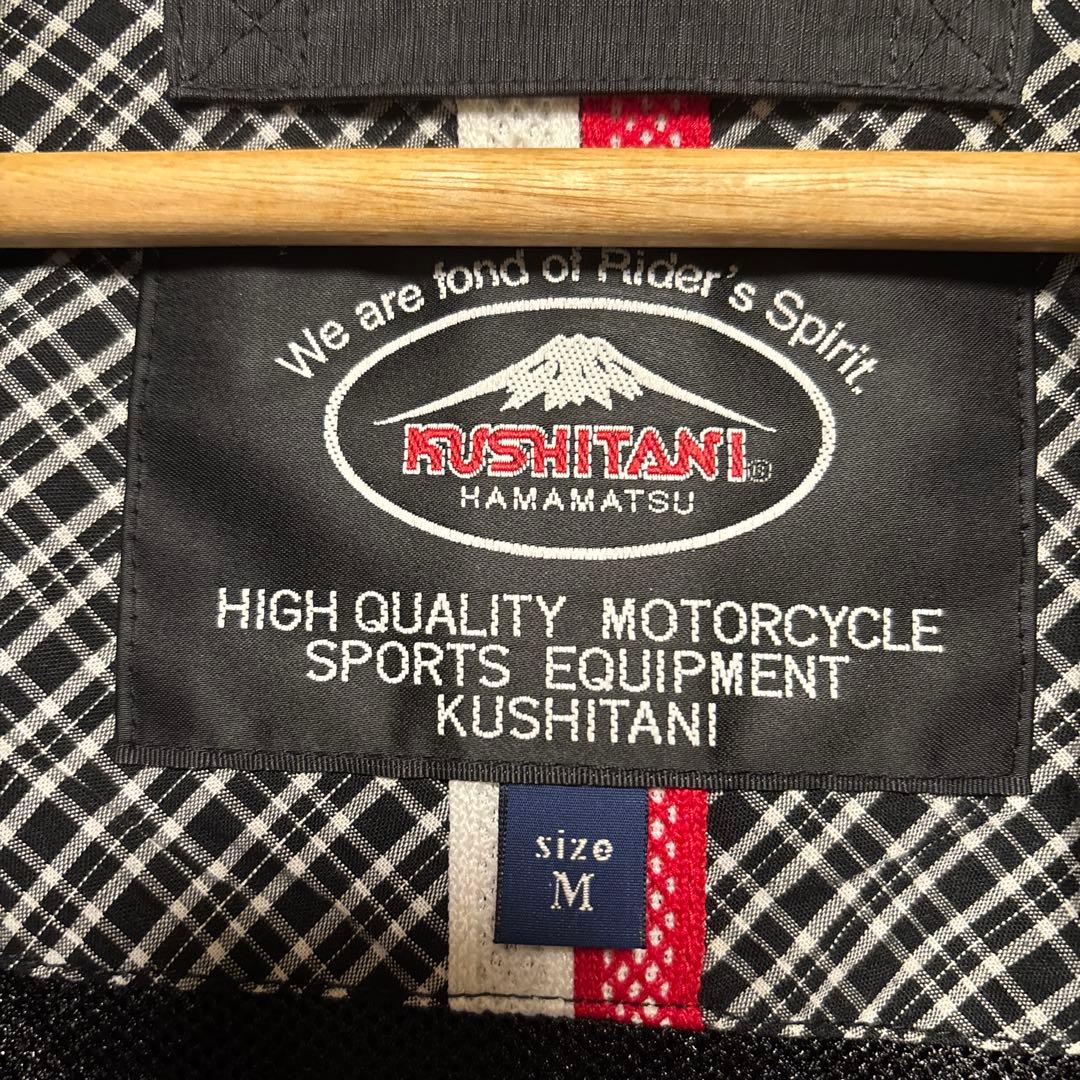 We are fond of Rider's Spirit.
KUSHITANI®
HAMAMATSU
HIGH QUALITY MOTORCYCLE
SPORTS EQUIPMENT
KUSHITANI
size
M